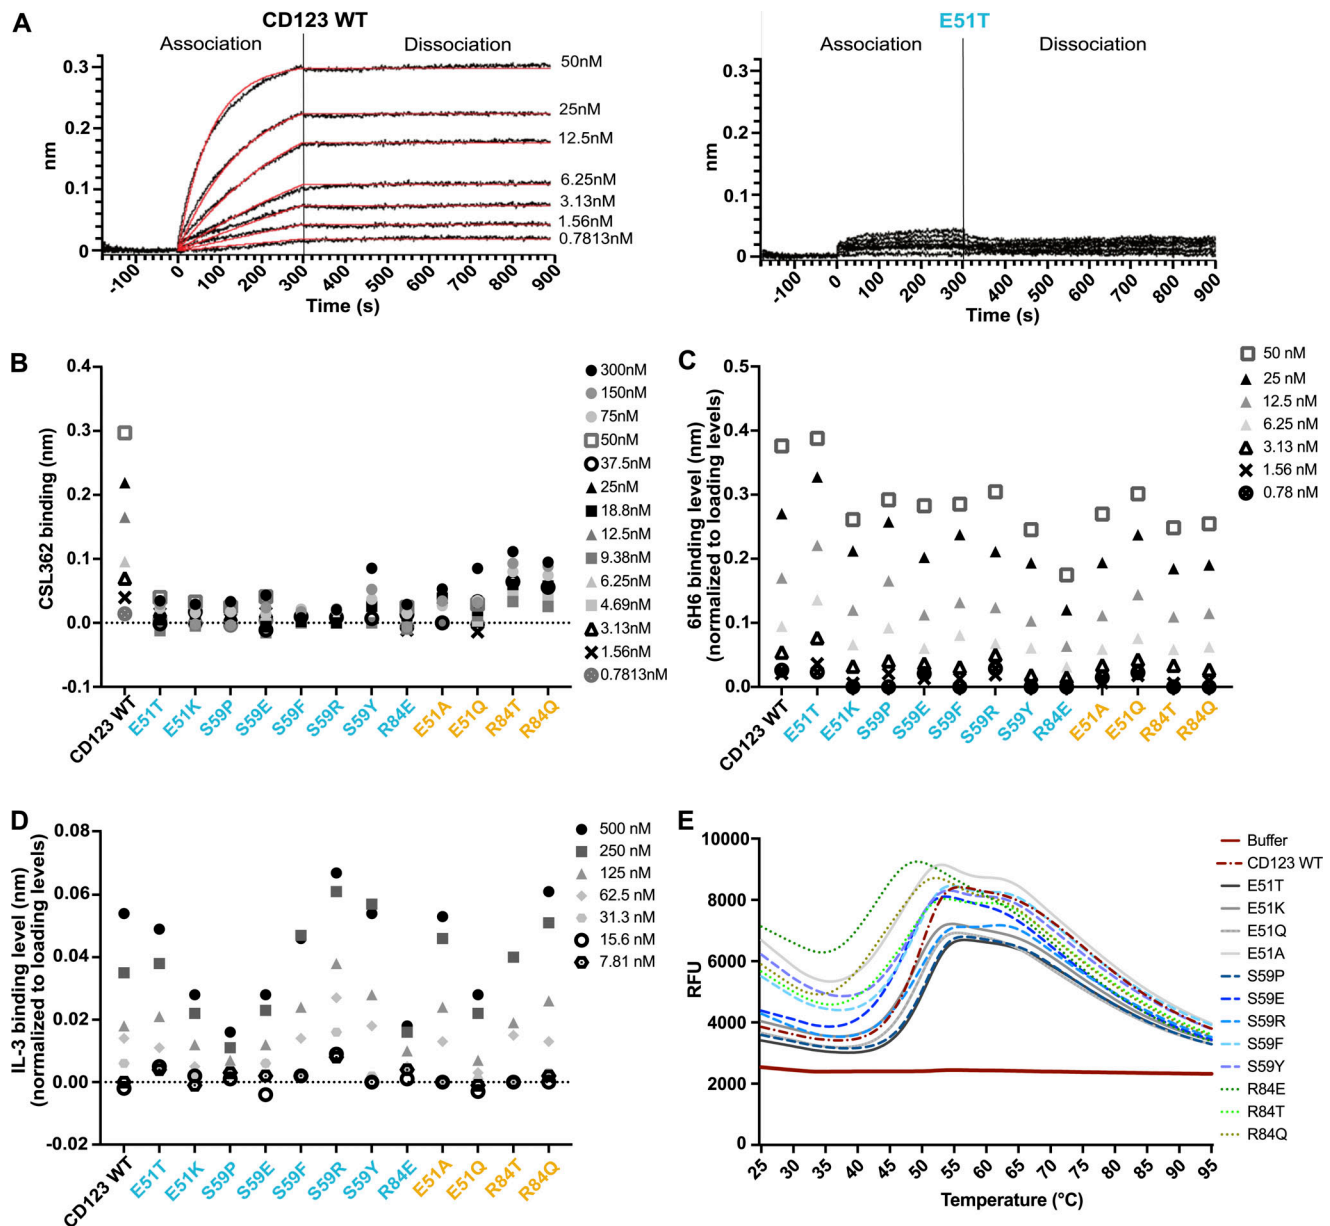 A
CD123 WT
Association
Dissociation
0.3
0.2
0.1
0
nm
50nM
25nM
12.5nM
6.25nM
3.13nM
1.56nM
0.7813nM
-100 0 100 200 300 400 500 600 700 800 900
Time (s)
E51T
Association
Dissociation
0.3
0.2
0.1
0
nm
-100 0 100 200 300 400 500 600 700 800 900
Time (s)
B
CSL362 binding (nm)
0.4
0.3
0.2
0.1
0.0
-0.1
CD123 WT E51T E51K S59P S59E S59F S59R S59Y R84E E51A E51Q R84T R84Q
300nM
150nM
75nM
50nM
37.5nM
25nM
18.8nM
12.5nM
9.38nM
6.25nM
4.69nM
3.13nM
1.56nM
0.7813nM
C
6H6 binding level (nm)
(normalized to loading levels)
0.5
0.4
0.3
0.2
0.1
0.0
CD123 WT E51T E51K S59P S59E S59F S59R S59Y R84E E51A E51Q R84T R84Q
50 nM
25 nM
12.5 nM
6.25 nM
3.13 nM
1.56 nM
0.78 nM
D
IL-3 binding level (nm)
(normalized to loading levels)
0.08
0.06
0.04
0.02
0.00
-0.02
CD123 WT E51T E51K S59P S59E S59F S59R S59Y R84E E51A E51Q R84T R84Q
500 nM
250 nM
125 nM
62.5 nM
31.3 nM
15.6 nM
7.81 nM
E
RFU
10000
8000
6000
4000
2000
0
25 30 35 40 45 50 55 60 65 70 75 80 85 90 95
Temperature (°C)
Buffer
CD123 WT
E51T
E51K
E51Q
E51A
S59P
S59E
S59R
S59F
S59Y
R84E
R84T
R84Q